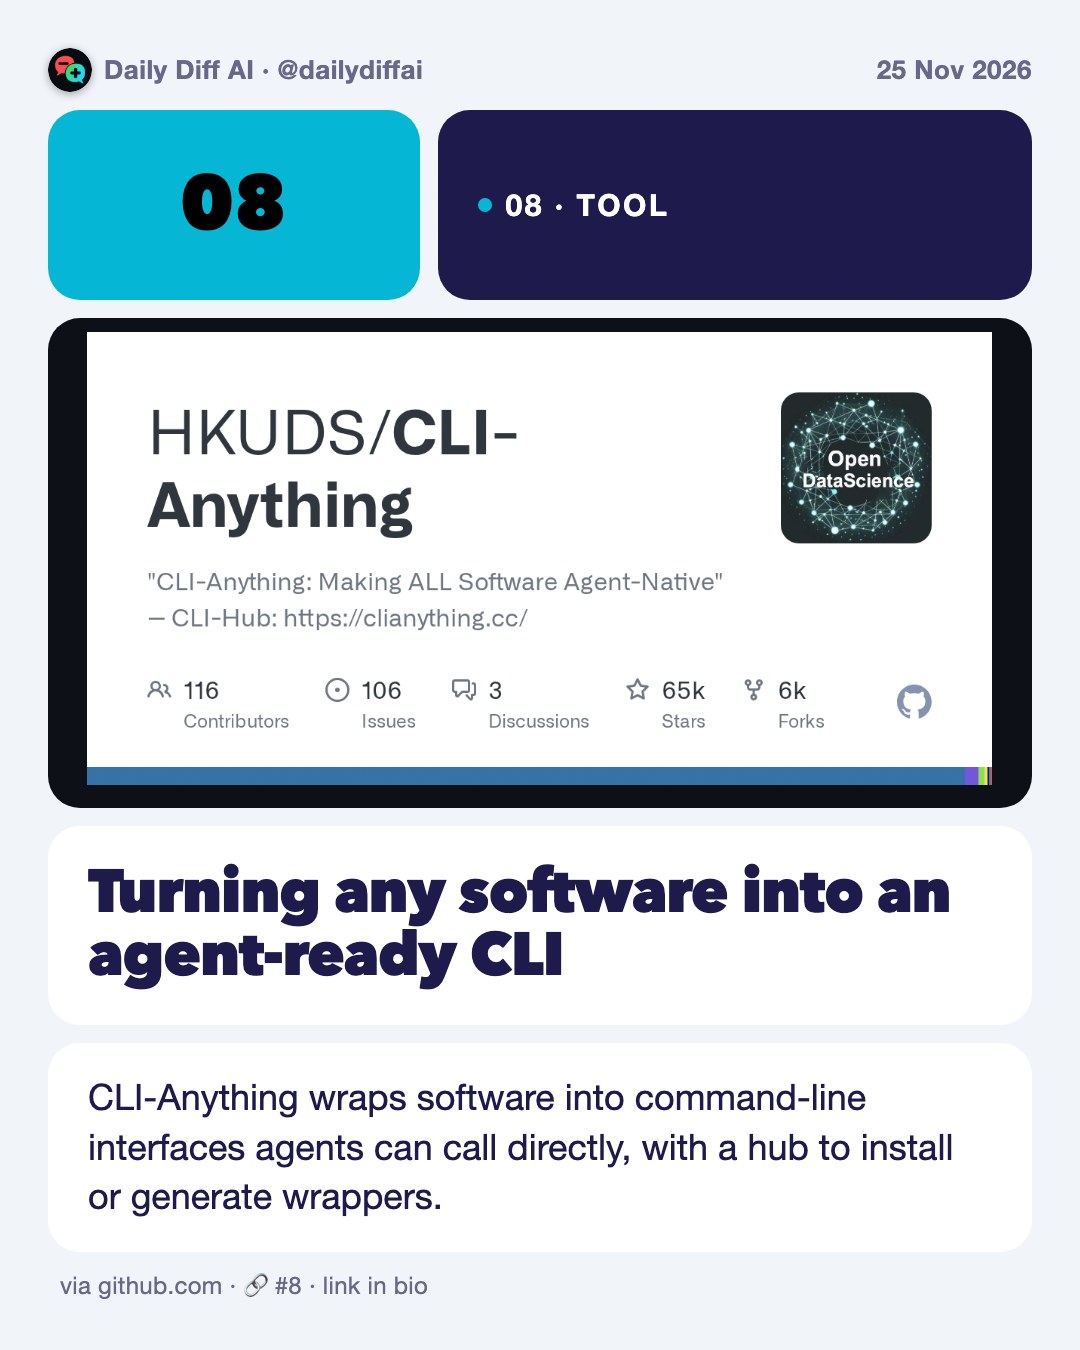 Daily Diff AI · @dailydiffai
25 Nov 2026
08
08 · TOOL
HKUDS/CLI-
Anything
Open
DataScience
"CLI-Anything: Making ALL Software Agent-Native"
— CLI-Hub: https://clianything.cc/
116
Contributors
106
Issues
3
Discussions
65k
Stars
6k
Forks
Turning any software into an
agent-ready CLI
CLI-Anything wraps software into command-line
interfaces agents can call directly, with a hub to install
or generate wrappers.
via github.com · 🔗 #8 · link in bio